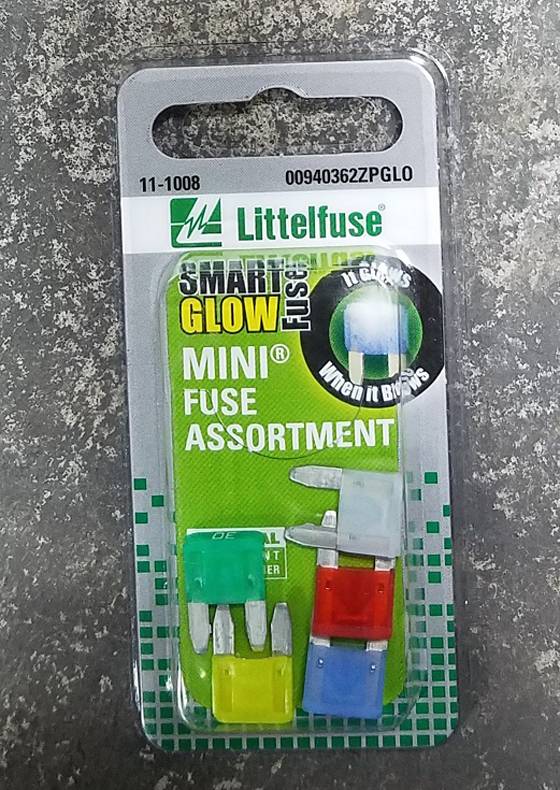 11-1008 00940362ZPGLO
Littelfuse®
SMART
GLOW
FUSE
It Glows
When it Blows
MINI®
FUSE
ASSORTMENT